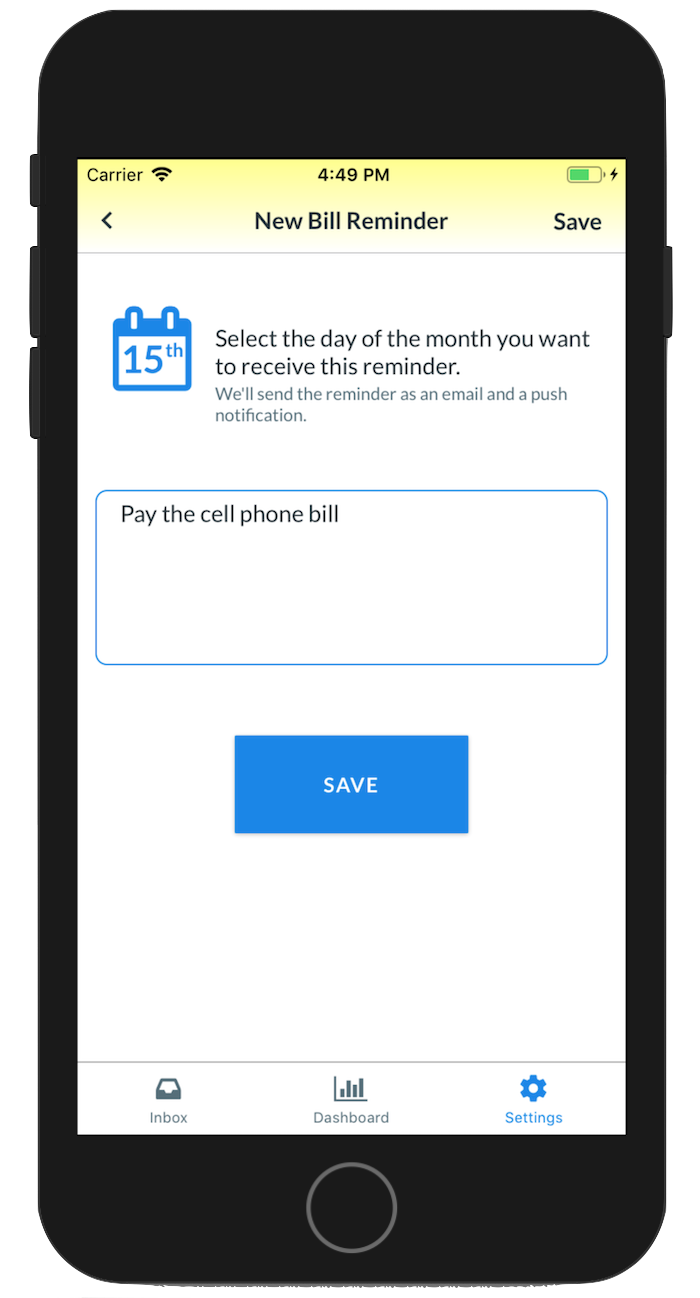 Carrier 4:49 PM
New Bill Reminder Save
15th
Select the day of the month you want
to receive this reminder.
We'll send the reminder as an email and a push
notification.
Pay the cell phone bill
SAVE
Inbox Dashboard Settings